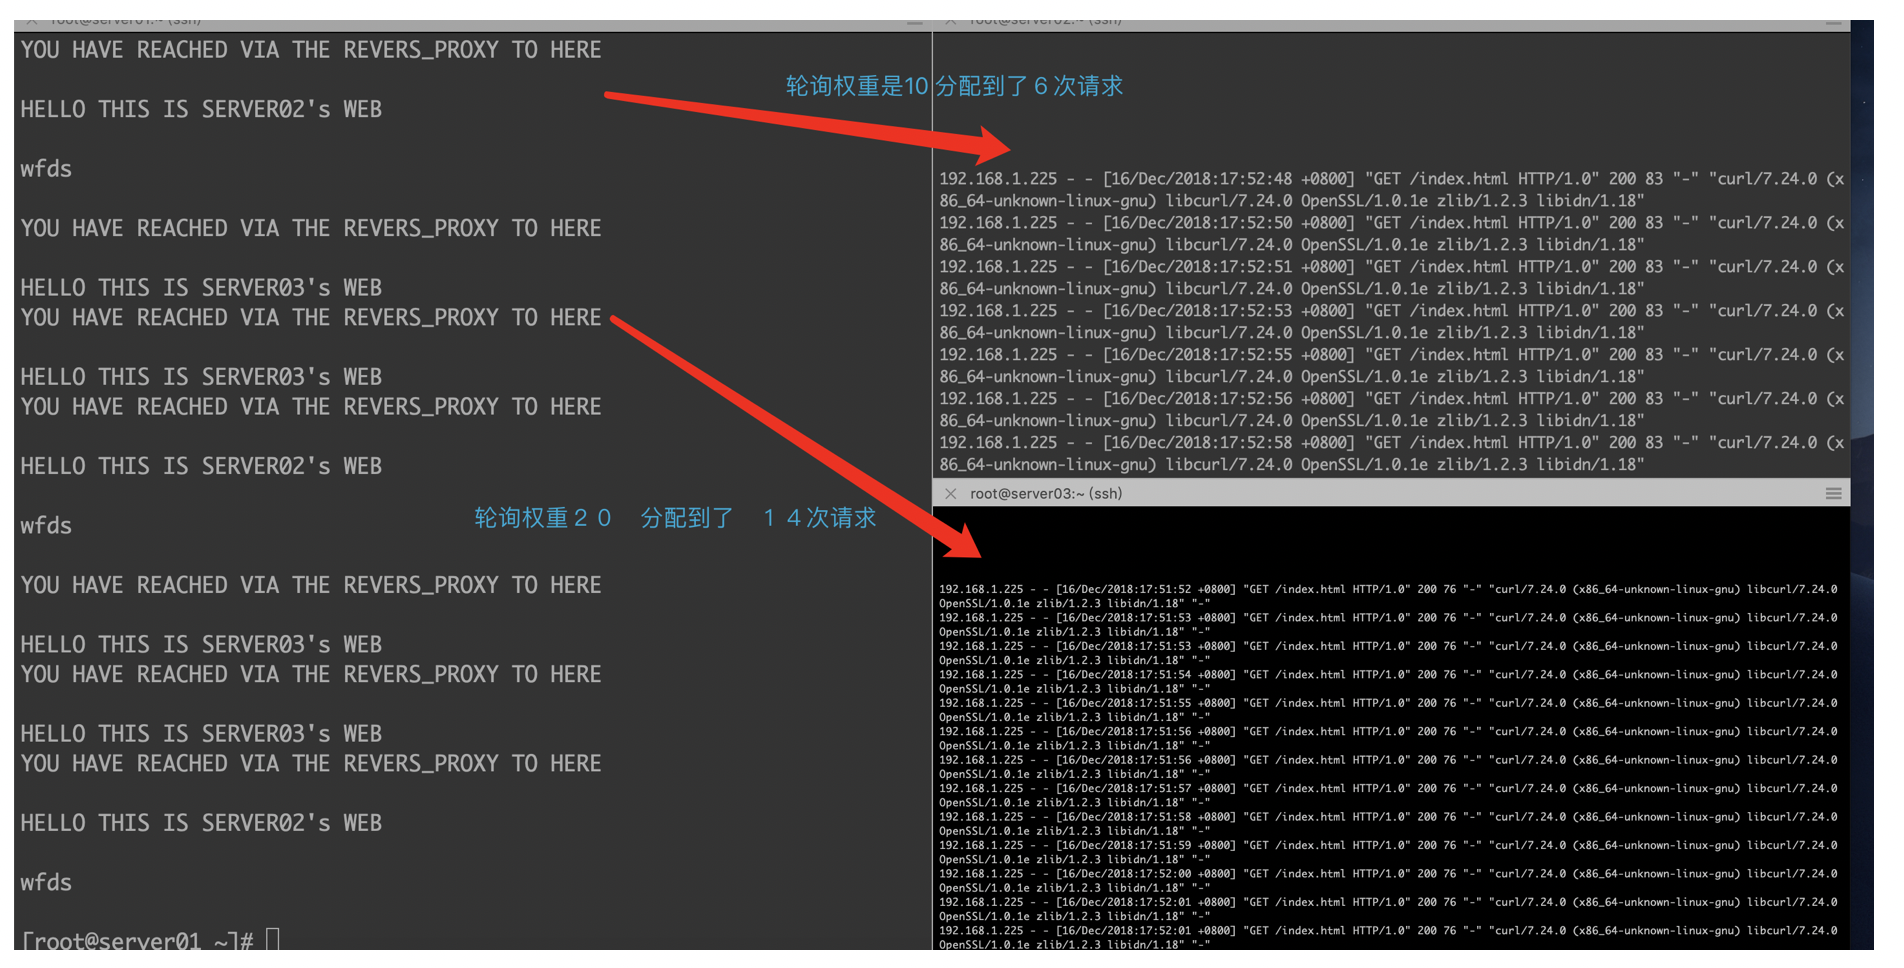 root@server01:~ (ssh)
YOU HAVE REACHED VIA THE REVERS_PROXY TO HERE
HELLO THIS IS SERVER02's WEB
wfds
YOU HAVE REACHED VIA THE REVERS_PROXY TO HERE
HELLO THIS IS SERVER03's WEB
YOU HAVE REACHED VIA THE REVERS_PROXY TO HERE
HELLO THIS IS SERVER03's WEB
YOU HAVE REACHED VIA THE REVERS_PROXY TO HERE
HELLO THIS IS SERVER02's WEB
wfds
YOU HAVE REACHED VIA THE REVERS_PROXY TO HERE
HELLO THIS IS SERVER03's WEB
YOU HAVE REACHED VIA THE REVERS_PROXY TO HERE
HELLO THIS IS SERVER03's WEB
YOU HAVE REACHED VIA THE REVERS_PROXY TO HERE
HELLO THIS IS SERVER02's WEB
wfds
[root@server01 ~]#
轮询权重是10 分配到了６次请求
轮询权重２０　分配到了　１４次请求
root@server02:~ (ssh)
192.168.1.225 - - [16/Dec/2018:17:52:48 +0800] "GET /index.html HTTP/1.0" 200 83 "-" "curl/7.24.0 (x
86_64-unknown-linux-gnu) libcurl/7.24.0 OpenSSL/1.0.1e zlib/1.2.3 libidn/1.18"
192.168.1.225 - - [16/Dec/2018:17:52:50 +0800] "GET /index.html HTTP/1.0" 200 83 "-" "curl/7.24.0 (x
86_64-unknown-linux-gnu) libcurl/7.24.0 OpenSSL/1.0.1e zlib/1.2.3 libidn/1.18"
192.168.1.225 - - [16/Dec/2018:17:52:51 +0800] "GET /index.html HTTP/1.0" 200 83 "-" "curl/7.24.0 (x
86_64-unknown-linux-gnu) libcurl/7.24.0 OpenSSL/1.0.1e zlib/1.2.3 libidn/1.18"
192.168.1.225 - - [16/Dec/2018:17:52:53 +0800] "GET /index.html HTTP/1.0" 200 83 "-" "curl/7.24.0 (x
86_64-unknown-linux-gnu) libcurl/7.24.0 OpenSSL/1.0.1e zlib/1.2.3 libidn/1.18"
192.168.1.225 - - [16/Dec/2018:17:52:55 +0800] "GET /index.html HTTP/1.0" 200 83 "-" "curl/7.24.0 (x
86_64-unknown-linux-gnu) libcurl/7.24.0 OpenSSL/1.0.1e zlib/1.2.3 libidn/1.18"
192.168.1.225 - - [16/Dec/2018:17:52:56 +0800] "GET /index.html HTTP/1.0" 200 83 "-" "curl/7.24.0 (x
86_64-unknown-linux-gnu) libcurl/7.24.0 OpenSSL/1.0.1e zlib/1.2.3 libidn/1.18"
192.168.1.225 - - [16/Dec/2018:17:52:58 +0800] "GET /index.html HTTP/1.0" 200 83 "-" "curl/7.24.0 (x
86_64-unknown-linux-gnu) libcurl/7.24.0 OpenSSL/1.0.1e zlib/1.2.3 libidn/1.18"
root@server03:~ (ssh)
192.168.1.225 - - [16/Dec/2018:17:51:52 +0800] "GET /index.html HTTP/1.0" 200 76 "-" "curl/7.24.0 (x86_64-unknown-linux-gnu) libcurl/7.24.0
OpenSSL/1.0.1e zlib/1.2.3 libidn/1.18" "-"
192.168.1.225 - - [16/Dec/2018:17:51:53 +0800] "GET /index.html HTTP/1.0" 200 76 "-" "curl/7.24.0 (x86_64-unknown-linux-gnu) libcurl/7.24.0
OpenSSL/1.0.1e zlib/1.2.3 libidn/1.18" "-"
192.168.1.225 - - [16/Dec/2018:17:51:53 +0800] "GET /index.html HTTP/1.0" 200 76 "-" "curl/7.24.0 (x86_64-unknown-linux-gnu) libcurl/7.24.0
OpenSSL/1.0.1e zlib/1.2.3 libidn/1.18" "-"
192.168.1.225 - - [16/Dec/2018:17:51:54 +0800] "GET /index.html HTTP/1.0" 200 76 "-" "curl/7.24.0 (x86_64-unknown-linux-gnu) libcurl/7.24.0
OpenSSL/1.0.1e zlib/1.2.3 libidn/1.18" "-"
192.168.1.225 - - [16/Dec/2018:17:51:55 +0800] "GET /index.html HTTP/1.0" 200 76 "-" "curl/7.24.0 (x86_64-unknown-linux-gnu) libcurl/7.24.0
OpenSSL/1.0.1e zlib/1.2.3 libidn/1.18" "-"
192.168.1.225 - - [16/Dec/2018:17:51:56 +0800] "GET /index.html HTTP/1.0" 200 76 "-" "curl/7.24.0 (x86_64-unknown-linux-gnu) libcurl/7.24.0
OpenSSL/1.0.1e zlib/1.2.3 libidn/1.18" "-"
192.168.1.225 - - [16/Dec/2018:17:51:56 +0800] "GET /index.html HTTP/1.0" 200 76 "-" "curl/7.24.0 (x86_64-unknown-linux-gnu) libcurl/7.24.0
OpenSSL/1.0.1e zlib/1.2.3 libidn/1.18" "-"
192.168.1.225 - - [16/Dec/2018:17:51:57 +0800] "GET /index.html HTTP/1.0" 200 76 "-" "curl/7.24.0 (x86_64-unknown-linux-gnu) libcurl/7.24.0
OpenSSL/1.0.1e zlib/1.2.3 libidn/1.18" "-"
192.168.1.225 - - [16/Dec/2018:17:51:58 +0800] "GET /index.html HTTP/1.0" 200 76 "-" "curl/7.24.0 (x86_64-unknown-linux-gnu) libcurl/7.24.0
OpenSSL/1.0.1e zlib/1.2.3 libidn/1.18" "-"
192.168.1.225 - - [16/Dec/2018:17:51:59 +0800] "GET /index.html HTTP/1.0" 200 76 "-" "curl/7.24.0 (x86_64-unknown-linux-gnu) libcurl/7.24.0
OpenSSL/1.0.1e zlib/1.2.3 libidn/1.18" "-"
192.168.1.225 - - [16/Dec/2018:17:52:00 +0800] "GET /index.html HTTP/1.0" 200 76 "-" "curl/7.24.0 (x86_64-unknown-linux-gnu) libcurl/7.24.0
OpenSSL/1.0.1e zlib/1.2.3 libidn/1.18" "-"
192.168.1.225 - - [16/Dec/2018:17:52:01 +0800] "GET /index.html HTTP/1.0" 200 76 "-" "curl/7.24.0 (x86_64-unknown-linux-gnu) libcurl/7.24.0
OpenSSL/1.0.1e zlib/1.2.3 libidn/1.18" "-"
192.168.1.225 - - [16/Dec/2018:17:52:01 +0800] "GET /index.html HTTP/1.0" 200 76 "-" "curl/7.24.0 (x86_64-unknown-linux-gnu) libcurl/7.24.0
OpenSSL/1.0.1e zlib/1.2.3 libidn/1.18" "-"